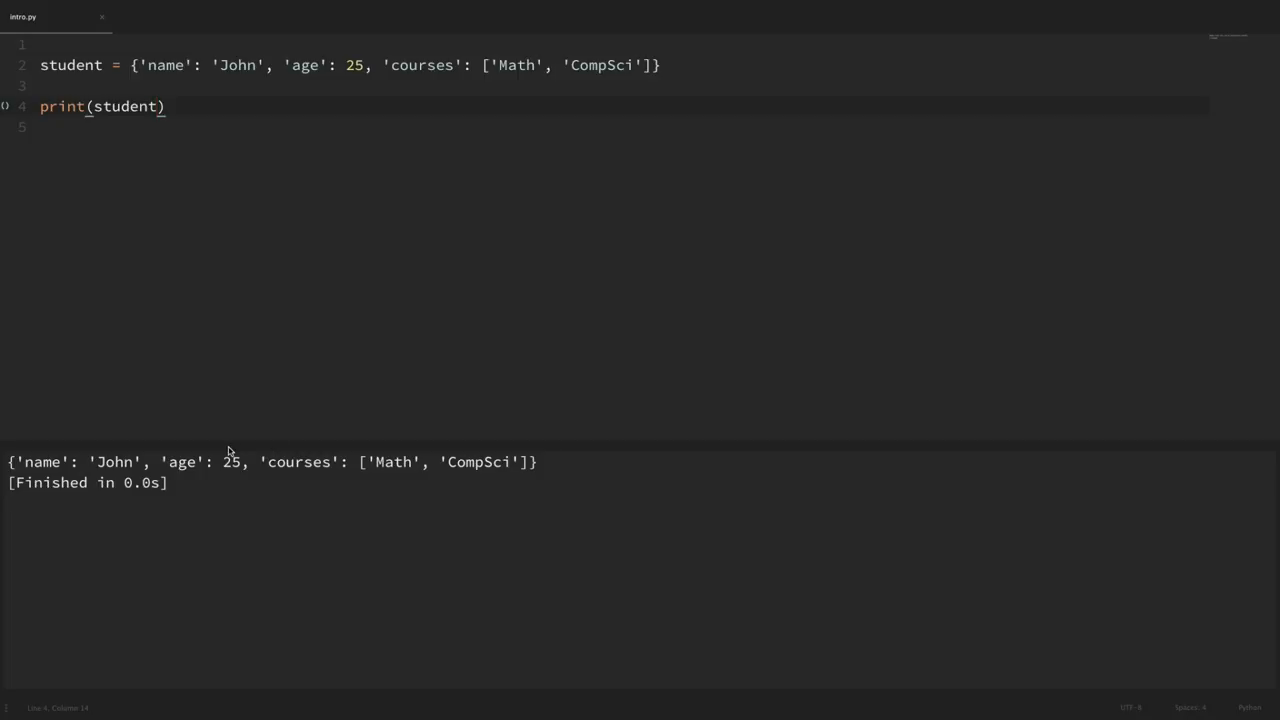 intro.py ×
1
2 student = {'name': 'John', 'age': 25, 'courses': ['Math', 'CompSci']}
3
{} 4 print(student)
5
{'name': 'John', 'age': 25, 'courses': ['Math', 'CompSci']}
[Finished in 0.0s]
Line 4, Column 14 UTF-8 Spaces: 4 Python